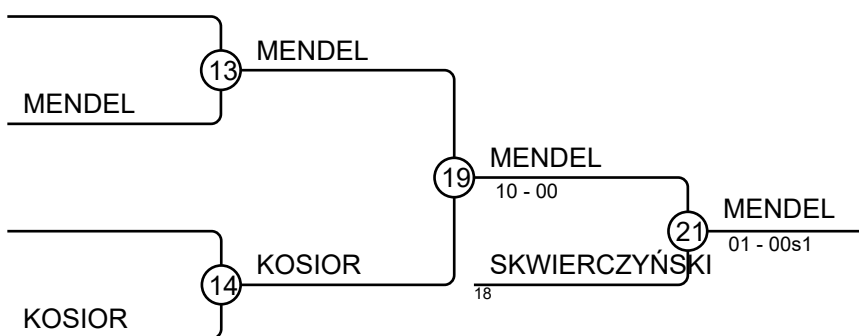 MENDEL
13
MENDEL
MENDEL
19
10 - 00
MENDEL
21
01 - 00s1
KOSIOR
SKWIERCZYŃSKI
14
18
KOSIOR